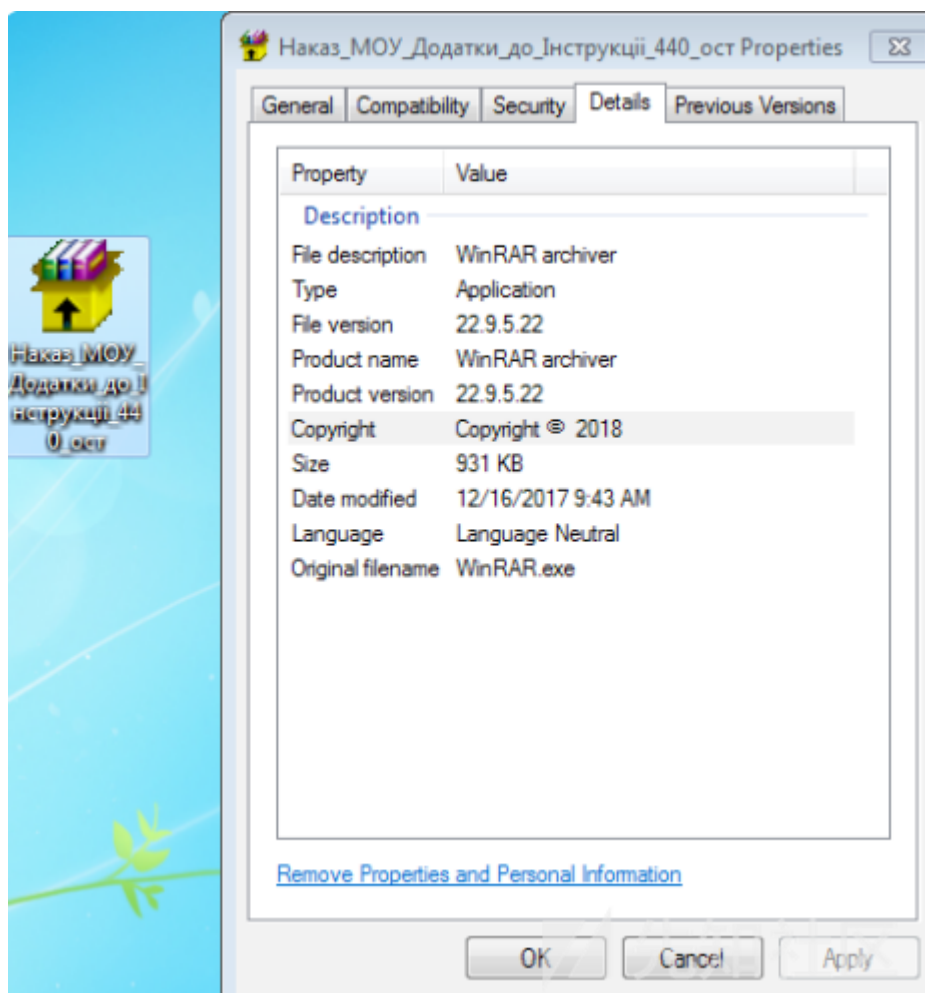 Наказ_МОУ_Додатки_до_Інструкціі_440_ост Properties
General Compatibility Security Details Previous Versions
Property Value
Description
File description WinRAR archiver
Type Application
File version 22.9.5.22
Product name WinRAR archiver
Product version 22.9.5.22
Copyright Copyright © 2018
Size 931 KB
Date modified 12/16/2017 9:43 AM
Language Language Neutral
Original filename WinRAR.exe
Remove Properties and Personal Information
OK Cancel Apply
Наказ_МОУ_
Додатки_до_І
нструкціі_44
0_ост